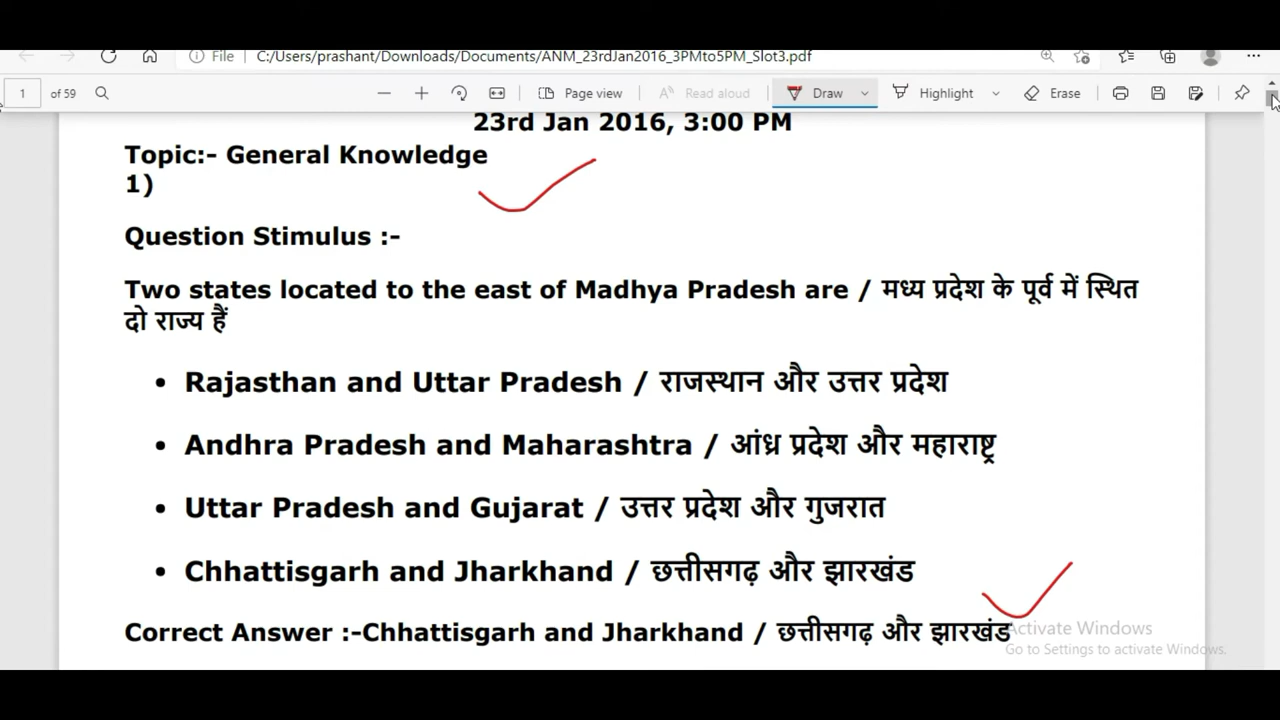 File C:/Users/prashant/Downloads/Documents/ANM_23rdJan2016_3PMto5PM_Slot3.pdf
1 of 59 Page view Read aloud Draw Highlight Erase
23rd Jan 2016, 3:00 PM
Topic:- General Knowledge
1)
Question Stimulus :-
Two states located to the east of Madhya Pradesh are / मध्य प्रदेश के पूर्व में स्थित
दो राज्य हैं
• Rajasthan and Uttar Pradesh / राजस्थान और उत्तर प्रदेश
• Andhra Pradesh and Maharashtra / आंध्र प्रदेश और महाराष्ट्र
• Uttar Pradesh and Gujarat / उत्तर प्रदेश और गुजरात
• Chhattisgarh and Jharkhand / छत्तीसगढ़ और झारखंड
Correct Answer :-Chhattisgarh and Jharkhand / छत्तीसगढ़ और झारखंड
Activate Windows
Go to Settings to activate Windows.